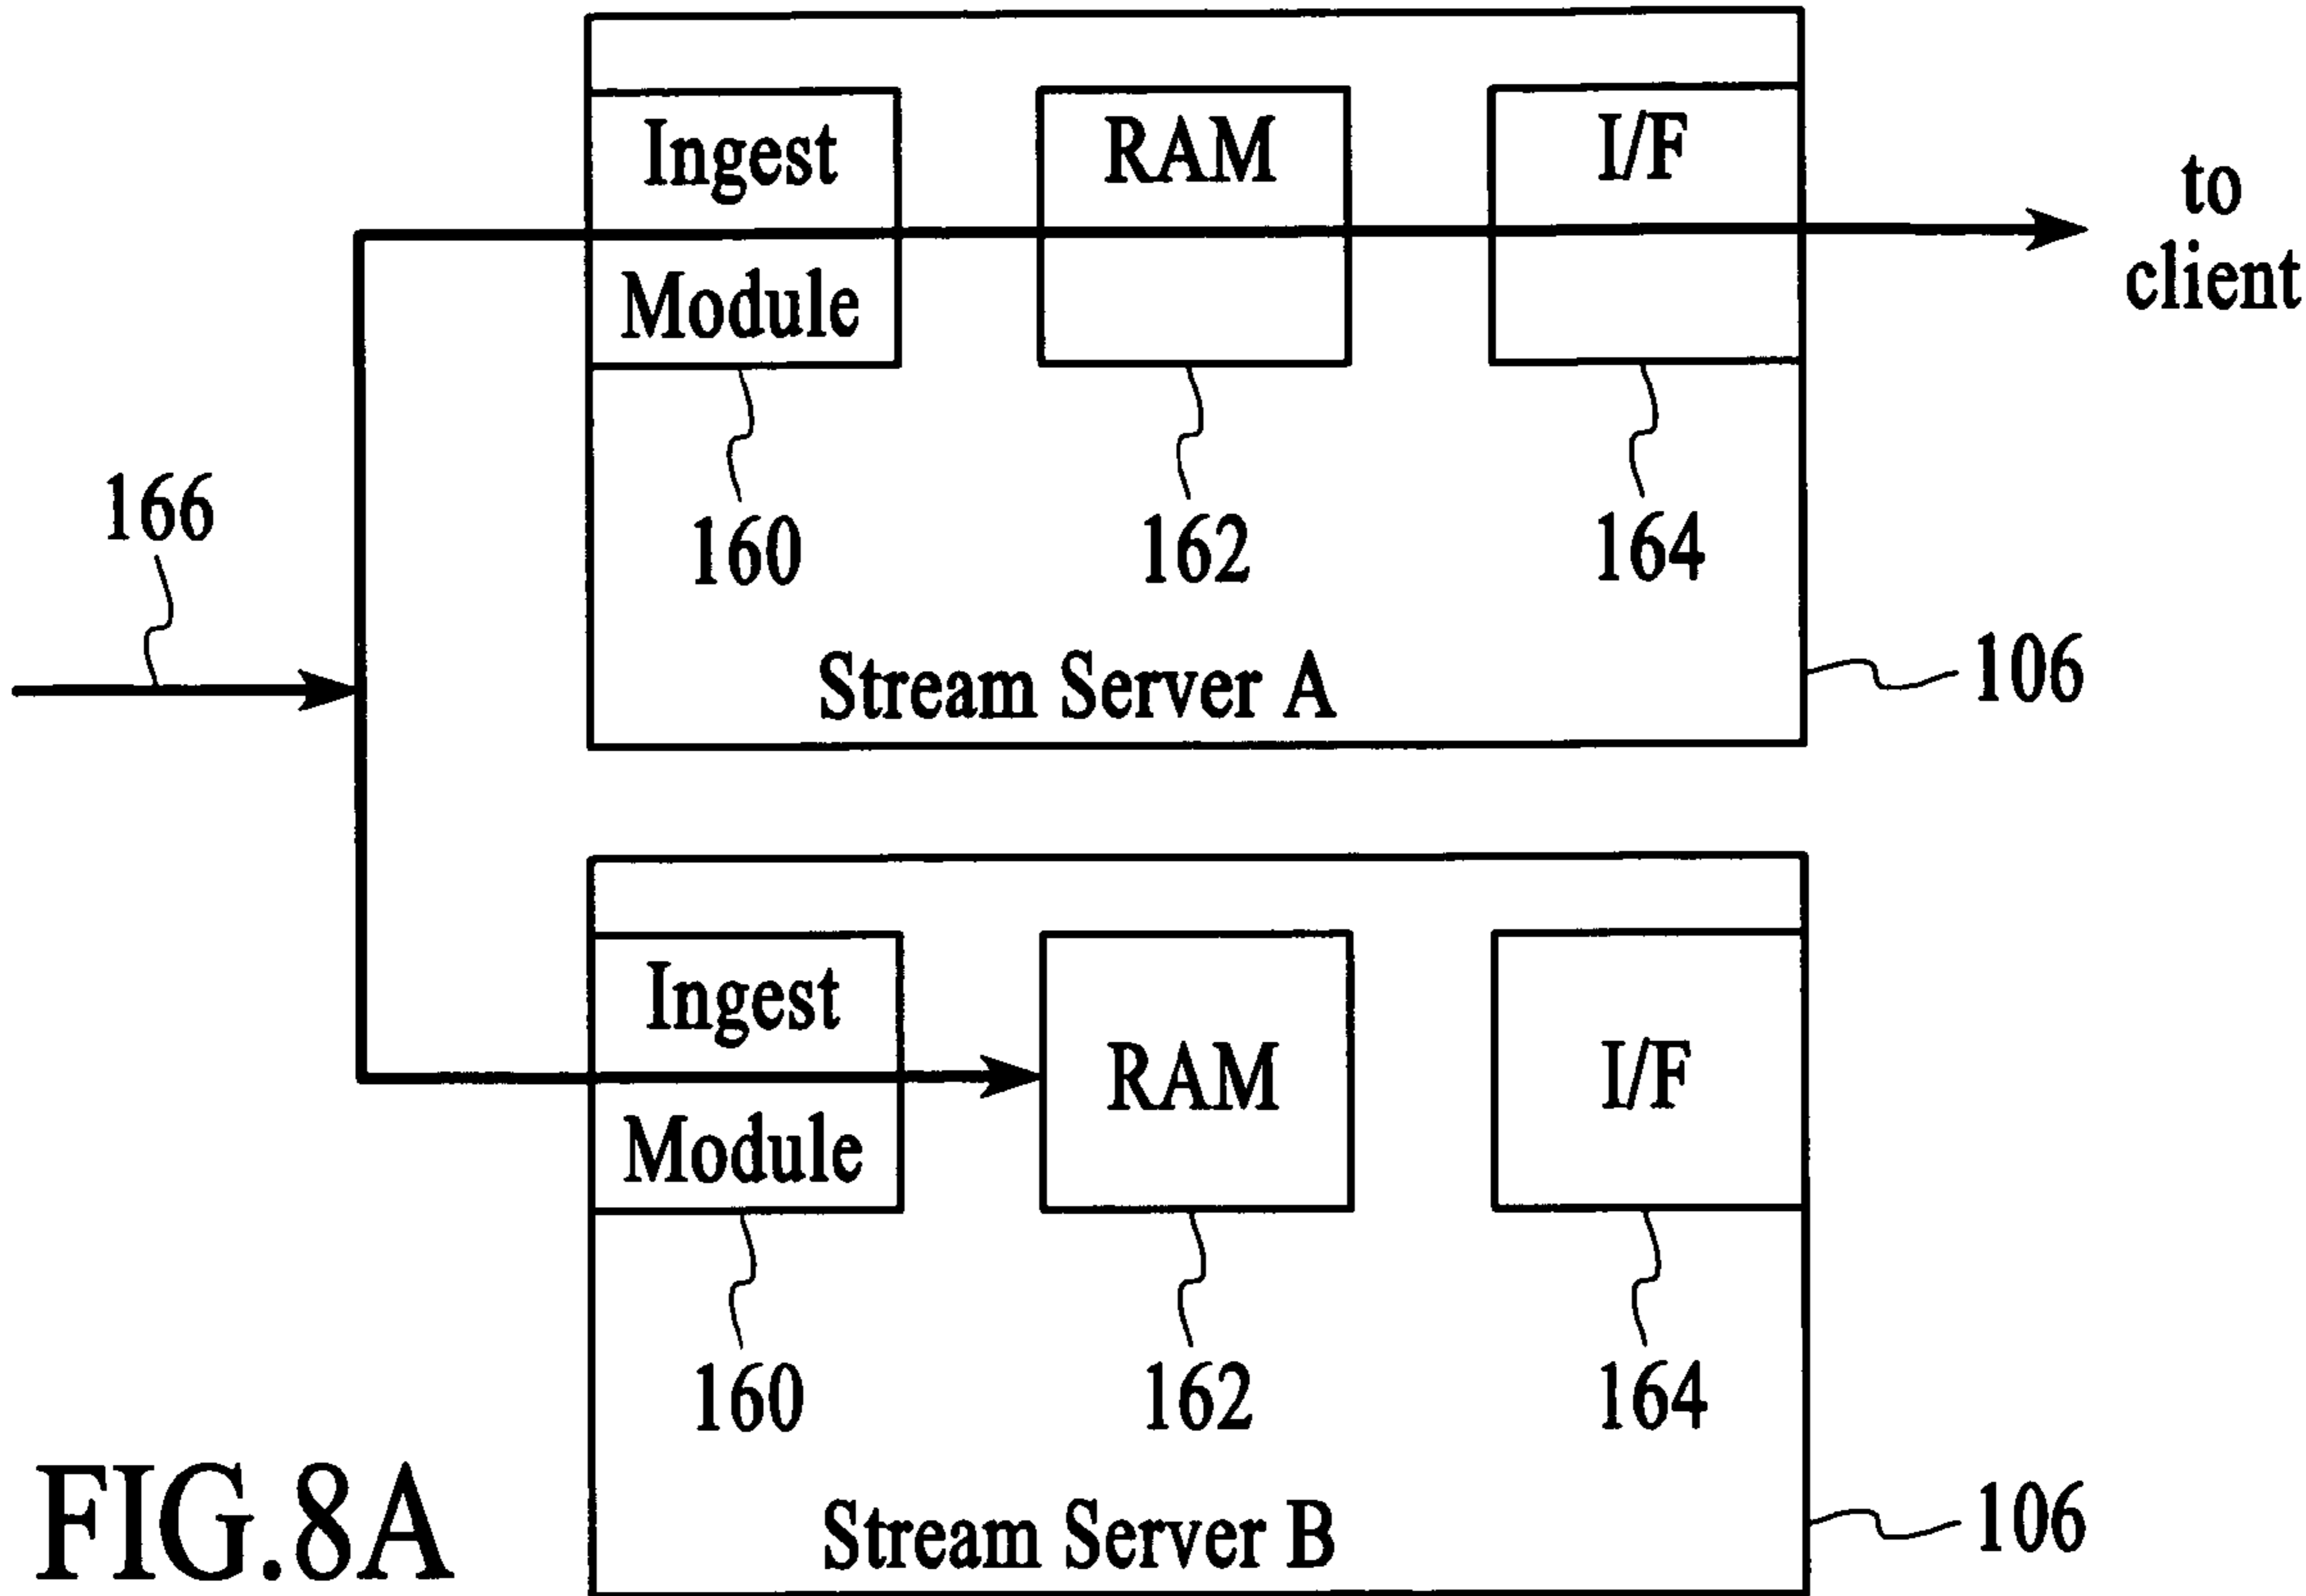 Ingest
Module
RAM
I/F
to
client
166
160
162
164
Stream Server A
106
Ingest
Module
RAM
I/F
160
162
164
Stream Server B
106
FIG.8A